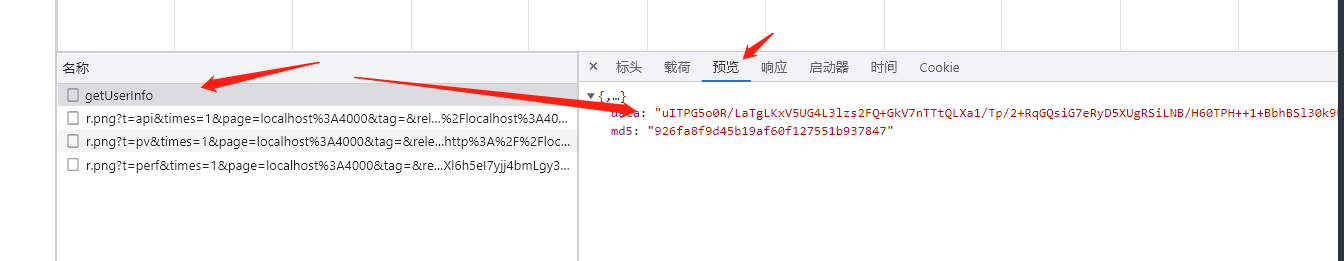 名称
× 标头 载荷 预览 响应 启动器 时间 Cookie
getUserInfo
▼{,…}
r.png?t=api&times=1&page=localhost%3A4000&tag=&rel...%2Flocalhost%3A40...
data: "uITPG5o0R/LaTgLKxV5UG4L3lzs2FQ+GkV7nTTtQLXa1/Tp/2+RqGQsiG7eRyD5XUgRSiLNB/H60TPH++1+BbhBSl30k9
r.png?t=pv&times=1&page=localhost%3A4000&tag=&rele...http%3A%2F%2Floc...
md5: "926fa8f9d45b19af60f127551b937847"
r.png?t=perf&times=1&page=localhost%3A4000&tag=&re...Xl6h5eI7yjj4bmLgy3...